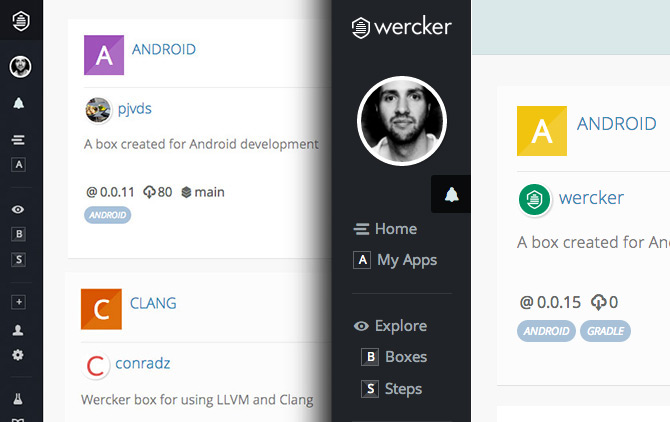 A ANDROID
pjvds
A box created for Android development
@ 0.0.11 80 main
ANDROID
C CLANG
C conradz
Wercker box for using LLVM and Clang
A
B
S
+
wercker
Home
A My Apps
Explore
B Boxes
S Steps
A ANDROID
wercker
A box created for An
@ 0.0.15 0
ANDROID GRADLE